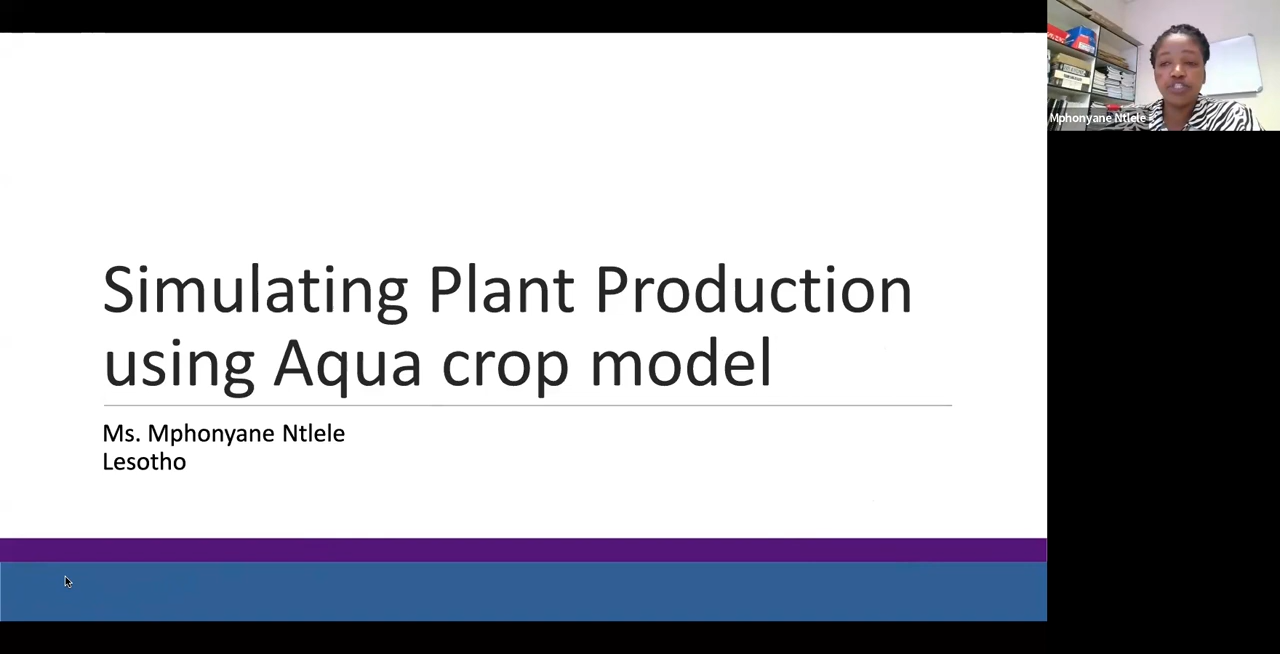 Simulating Plant Production
using Aqua crop model
Ms. Mphonyane Ntlele
Lesotho
Mphonyane Ntlele